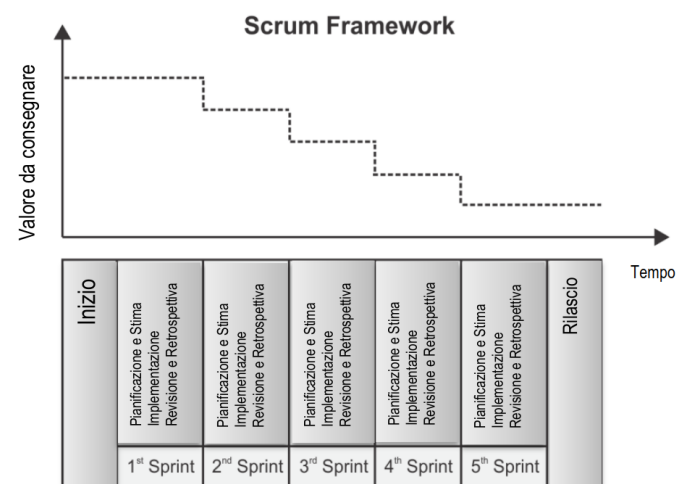 Scrum Framework
Valore da consegnare
Tempo
Inizio
Pianificazione e Stima
Implementazione
Revisione e Retrospettiva
Pianificazione e Stima
Implementazione
Revisione e Retrospettiva
Pianificazione e Stima
Implementazione
Revisione e Retrospettiva
Pianificazione e Stima
Implementazione
Revisione e Retrospettiva
Pianificazione e Stima
Implementazione
Revisione e Retrospettiva
Rilascio
1st Sprint
2nd Sprint
3rd Sprint
4th Sprint
5th Sprint